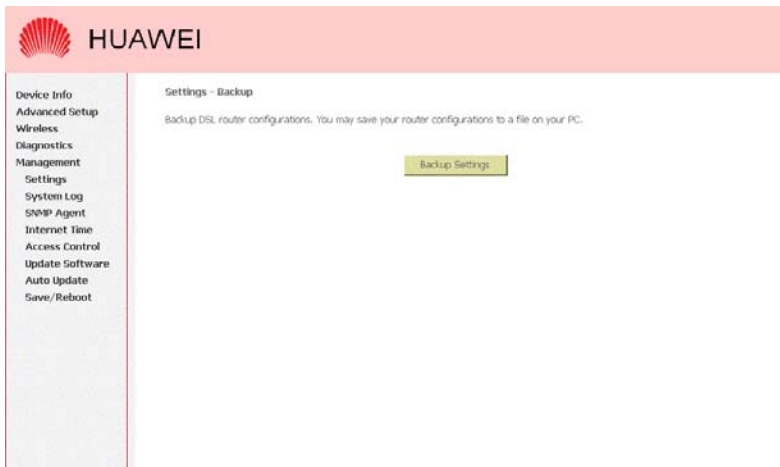 HUAWEI
Device Info
Advanced Setup
Wireless
Diagnostics
Management
Settings
System Log
SNMP Agent
Internet Time
Access Control
Update Software
Auto Update
Save/Reboot
Settings - Backup
Backup DSL router configurations. You may save your router configurations to a file on your PC.
Backup Settings